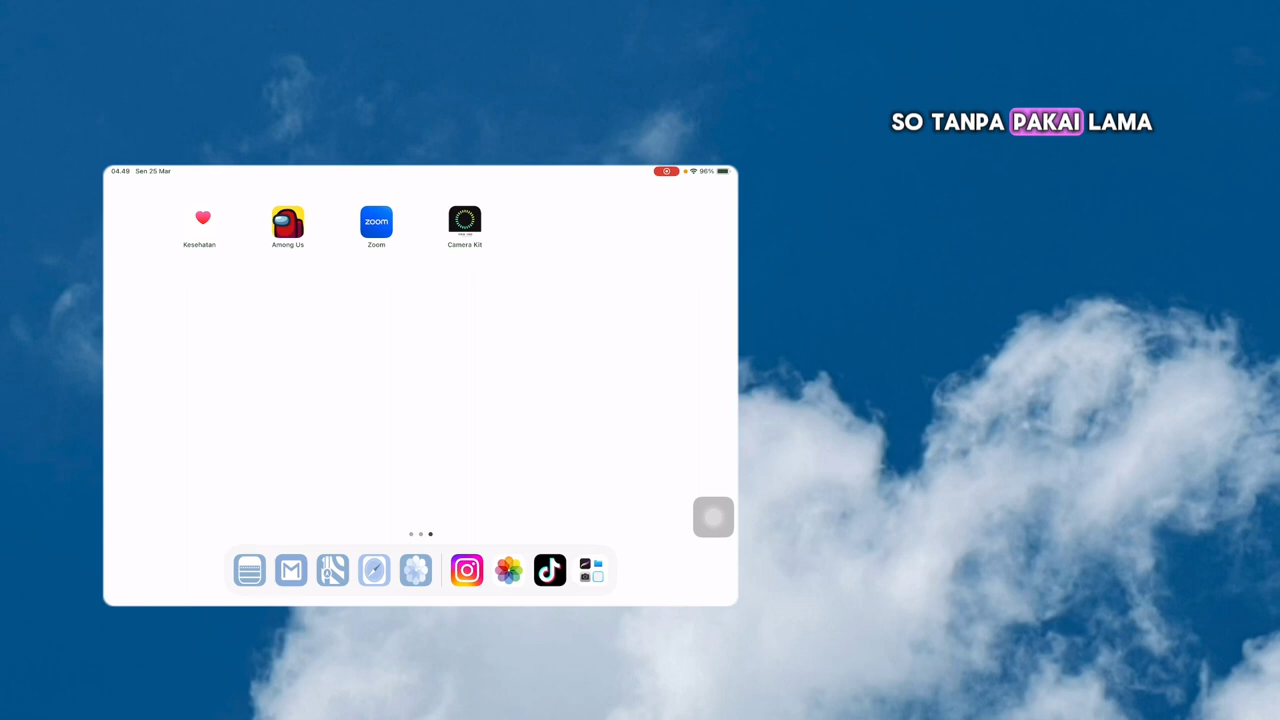 SO TANPA PAKAI LAMA
04.49 Sen 25 Mar 96%
zoom
Kesehatan Among Us Zoom Camera Kit